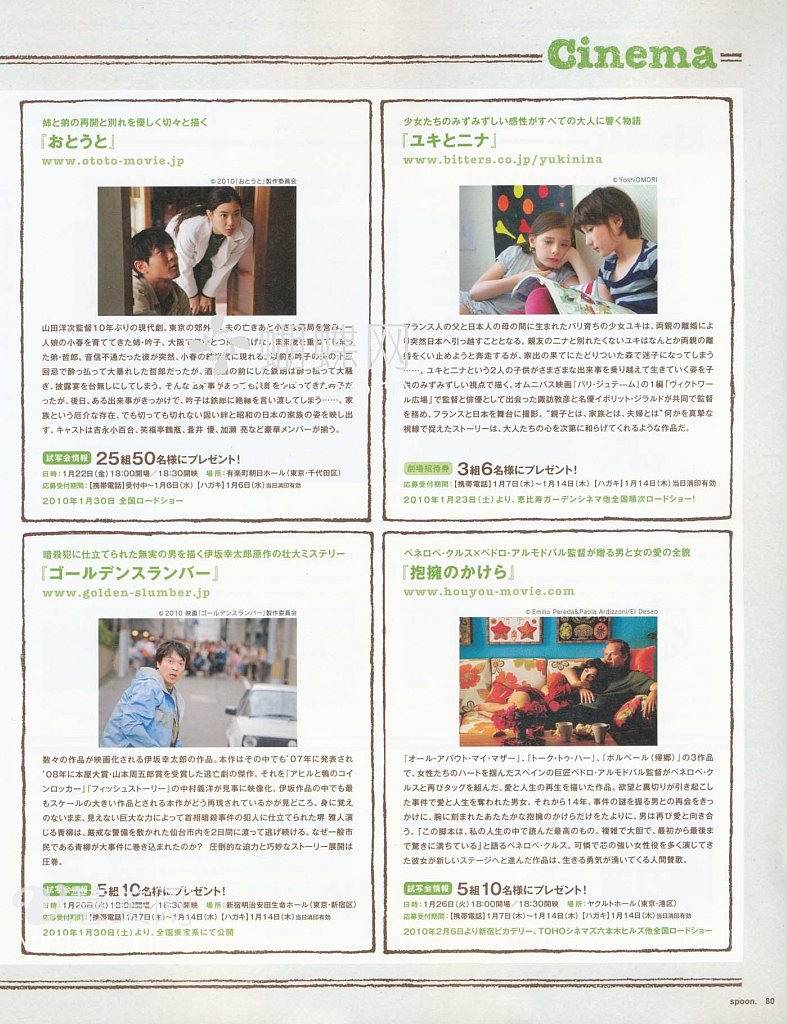 Cinema
姉と弟の再開と別れを優しく切々と描く
『おとうと』
www.ototo-movie.jp
© 2010「おとうと」製作委員会
山田洋次監督10年ぶりの現代劇。東京の郊外、夫の亡きあと小さな薬局を営み、一
人娘の小春を育ててきた姉・吟子。大阪で
た弟・哲郎。音信不通だった彼が突然、小春の結婚式に現れる。
回忌で酔っ払って大暴れした哲郎だったが、酒を目の前にした鉄郎は酔っ払って大騒
ぎ、披露宴を台無しにしてしまう。そんな
だったが、後日、ある出来事がきっかけで、吟子は鉄郎に絶縁を言い渡してしまう……。家
族という厄介な存在、でも切っても切れない固い絆と昭和の日本の家族の姿を映し出
す。キャストは吉永小百合、笑福亭鶴瓶、蒼井 優、加瀬 亮など豪華メンバーが揃う。
試写会情報 25組50名様にプレゼント!
日時:1月22日(金)18:00開場／18:30開映 場所:有楽町朝日ホール(東京・千代田区)
応募受付期間:【携帯電話】受付中〜1月6日(水)【ハガキ】1月6日(水)当日消印有効
2010年1月30日 全国ロードショー
少女たちのみずみずしい感性がすべての大人に響く物語
『ユキとニナ』
www.bitters.co.jp/yukinina
© YoshiOMORI
フランス人の父と日本人の母の間に生まれたパリ育ちの少女ユキは、両親の離婚によ
り突然日本へ引っ越すこととなる。親友のニナと別れたくないユキはなんとか両親の離
婚をくい止めようと奔走するが、家出の果てにたどりついた森で迷子になってしまう
……。ユキとニナという2人の子供がさまざまな出来事を乗り越えて生きていく姿を子
供のみずみずしい視点で描く。オムニバス映画「パリ・ジュテーム」の1編「ヴィクトワー
ル広場」で監督と俳優として出会った諏訪敦彦と名優イポリット・ジラルドが共同で監督
を務め、フランスと日本を舞台に撮影。“親子とは、家族とは、夫婦とは”何かを真摯な
視線で捉えたストーリーは、大人たちの心を次第に和らげてくれるような作品だ。
劇場招待券 3組6名様にプレゼント!
応募受付期間:【携帯電話】1月7日(木)〜1月14日(木)【ハガキ】1月14日(木)当日消印有効
2010年1月23日(土)より、恵比寿ガーデンシネマ他全国順次ロードショー!
暗殺犯に仕立てられた無実の男を描く伊坂幸太郎原作の壮大ミステリー
『ゴールデンスランバー』
www.golden-slumber.jp
© 2010 映画「ゴールデンスランバー」製作委員会
数々の作品が映画化される伊坂幸太郎の作品。本作はその中でも'07年に発表され
'08年に本屋大賞・山本周五郎賞を受賞した逃亡劇の傑作。それを『アヒルと鴨のコイ
ンロッカー』『フィッシュストーリー』の中村義洋が見事に映像化。伊坂作品の中でも最
もスケールの大きい作品とされる本作がどう再現されているかが見どころ。身に覚え
のないまま、見えない巨大な力によって首相暗殺事件の犯人に仕立てられた堺 雅人演
じる青柳は、厳戒な警備を敷かれた仙台市内を2日間に渡って逃げ続ける。なぜ一般市
民である青柳が大事件に巻き込まれたのか? 圧倒的な迫力と巧妙なストーリー展開は
圧巻。
試写会情報 5組10名様にプレゼント!
日時:1月26日(火)18:00開場／18:30開映 場所:新宿明治安田生命ホール(東京・新宿区)
応募受付期間:【携帯電話】1月7日(木)〜1月14日(木)【ハガキ】1月14日(木)当日消印有効
2010年1月30日(土)より、全国東宝系にて公開
ペネロペ・クルス×ペドロ・アルモドバル監督が贈る男と女の愛の全貌
『抱擁のかけら』
www.houyou-movie.com
© Emilio Pereda&Paola Ardizzoni/El Deseo
「オール・アバウト・マイ・マザー」、「トーク・トゥ・ハー」、「ボルベール〈帰郷〉」の3作品
で、女性たちのハートを掴んだスペインの巨匠ペドロ・アルモドバル監督がペネロペ・ク
ルスと再びタッグを組んだ、愛と人生の再生を描いた作品。欲望と裏切りが引き起こし
た事件で愛と人生を奪われた男女。それから14年、事件の謎を握る男との再会をきっ
かけに、腕に刻まれたあたたかな抱擁のかけらだけをたよりに、男は再び愛と向き合
う。「この脚本は、私の人生の中で読んだ最高のもの。複雑で大胆で、最初から最後ま
で驚きに満ちている」と語るペネロペ・クルス。可憐で芯の強い女性役を多く演じてき
た彼女が新しいステージへと進んだ作品は、生きる勇気が湧いてくる人間賛歌。
試写会情報 5組10名様にプレゼント!
日時:1月26日(火)18:00開場／18:30開映 場所:ヤクルトホール(東京・港区)
応募受付期間:【携帯電話】1月7日(木)〜1月14日(木)【ハガキ】1月14日(木)当日消印有効
2010年2月6日より新宿ピカデリー、TOHOシネマズ六本木ヒルズ他全国ロードショー
spoon. 80
蝴蝶网